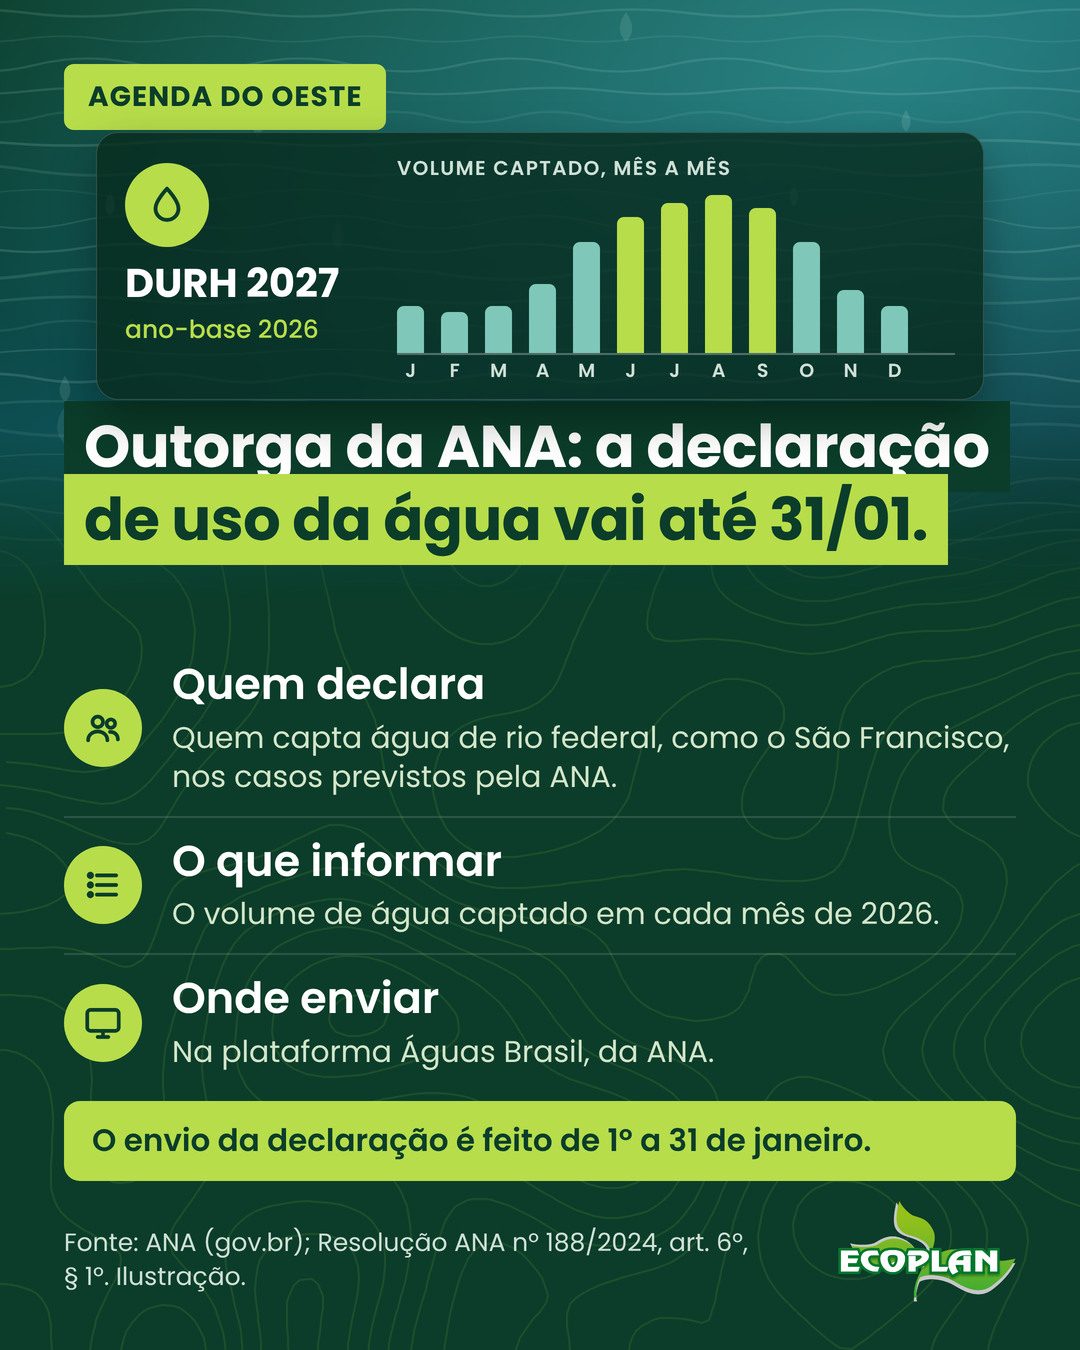 AGENDA DO OESTE
VOLUME CAPTADO, MÊS A MÊS
DURH 2027
ano-base 2026
J F M A M J J A S O N D
Outorga da ANA: a declaração
de uso da água vai até 31/01.
Quem declara
Quem capta água de rio federal, como o São Francisco,
nos casos previstos pela ANA.
O que informar
O volume de água captado em cada mês de 2026.
Onde enviar
Na plataforma Águas Brasil, da ANA.
O envio da declaração é feito de 1º a 31 de janeiro.
Fonte: ANA (gov.br); Resolução ANA nº 188/2024, art. 6º,
§ 1º. Ilustração.
ECOPLAN